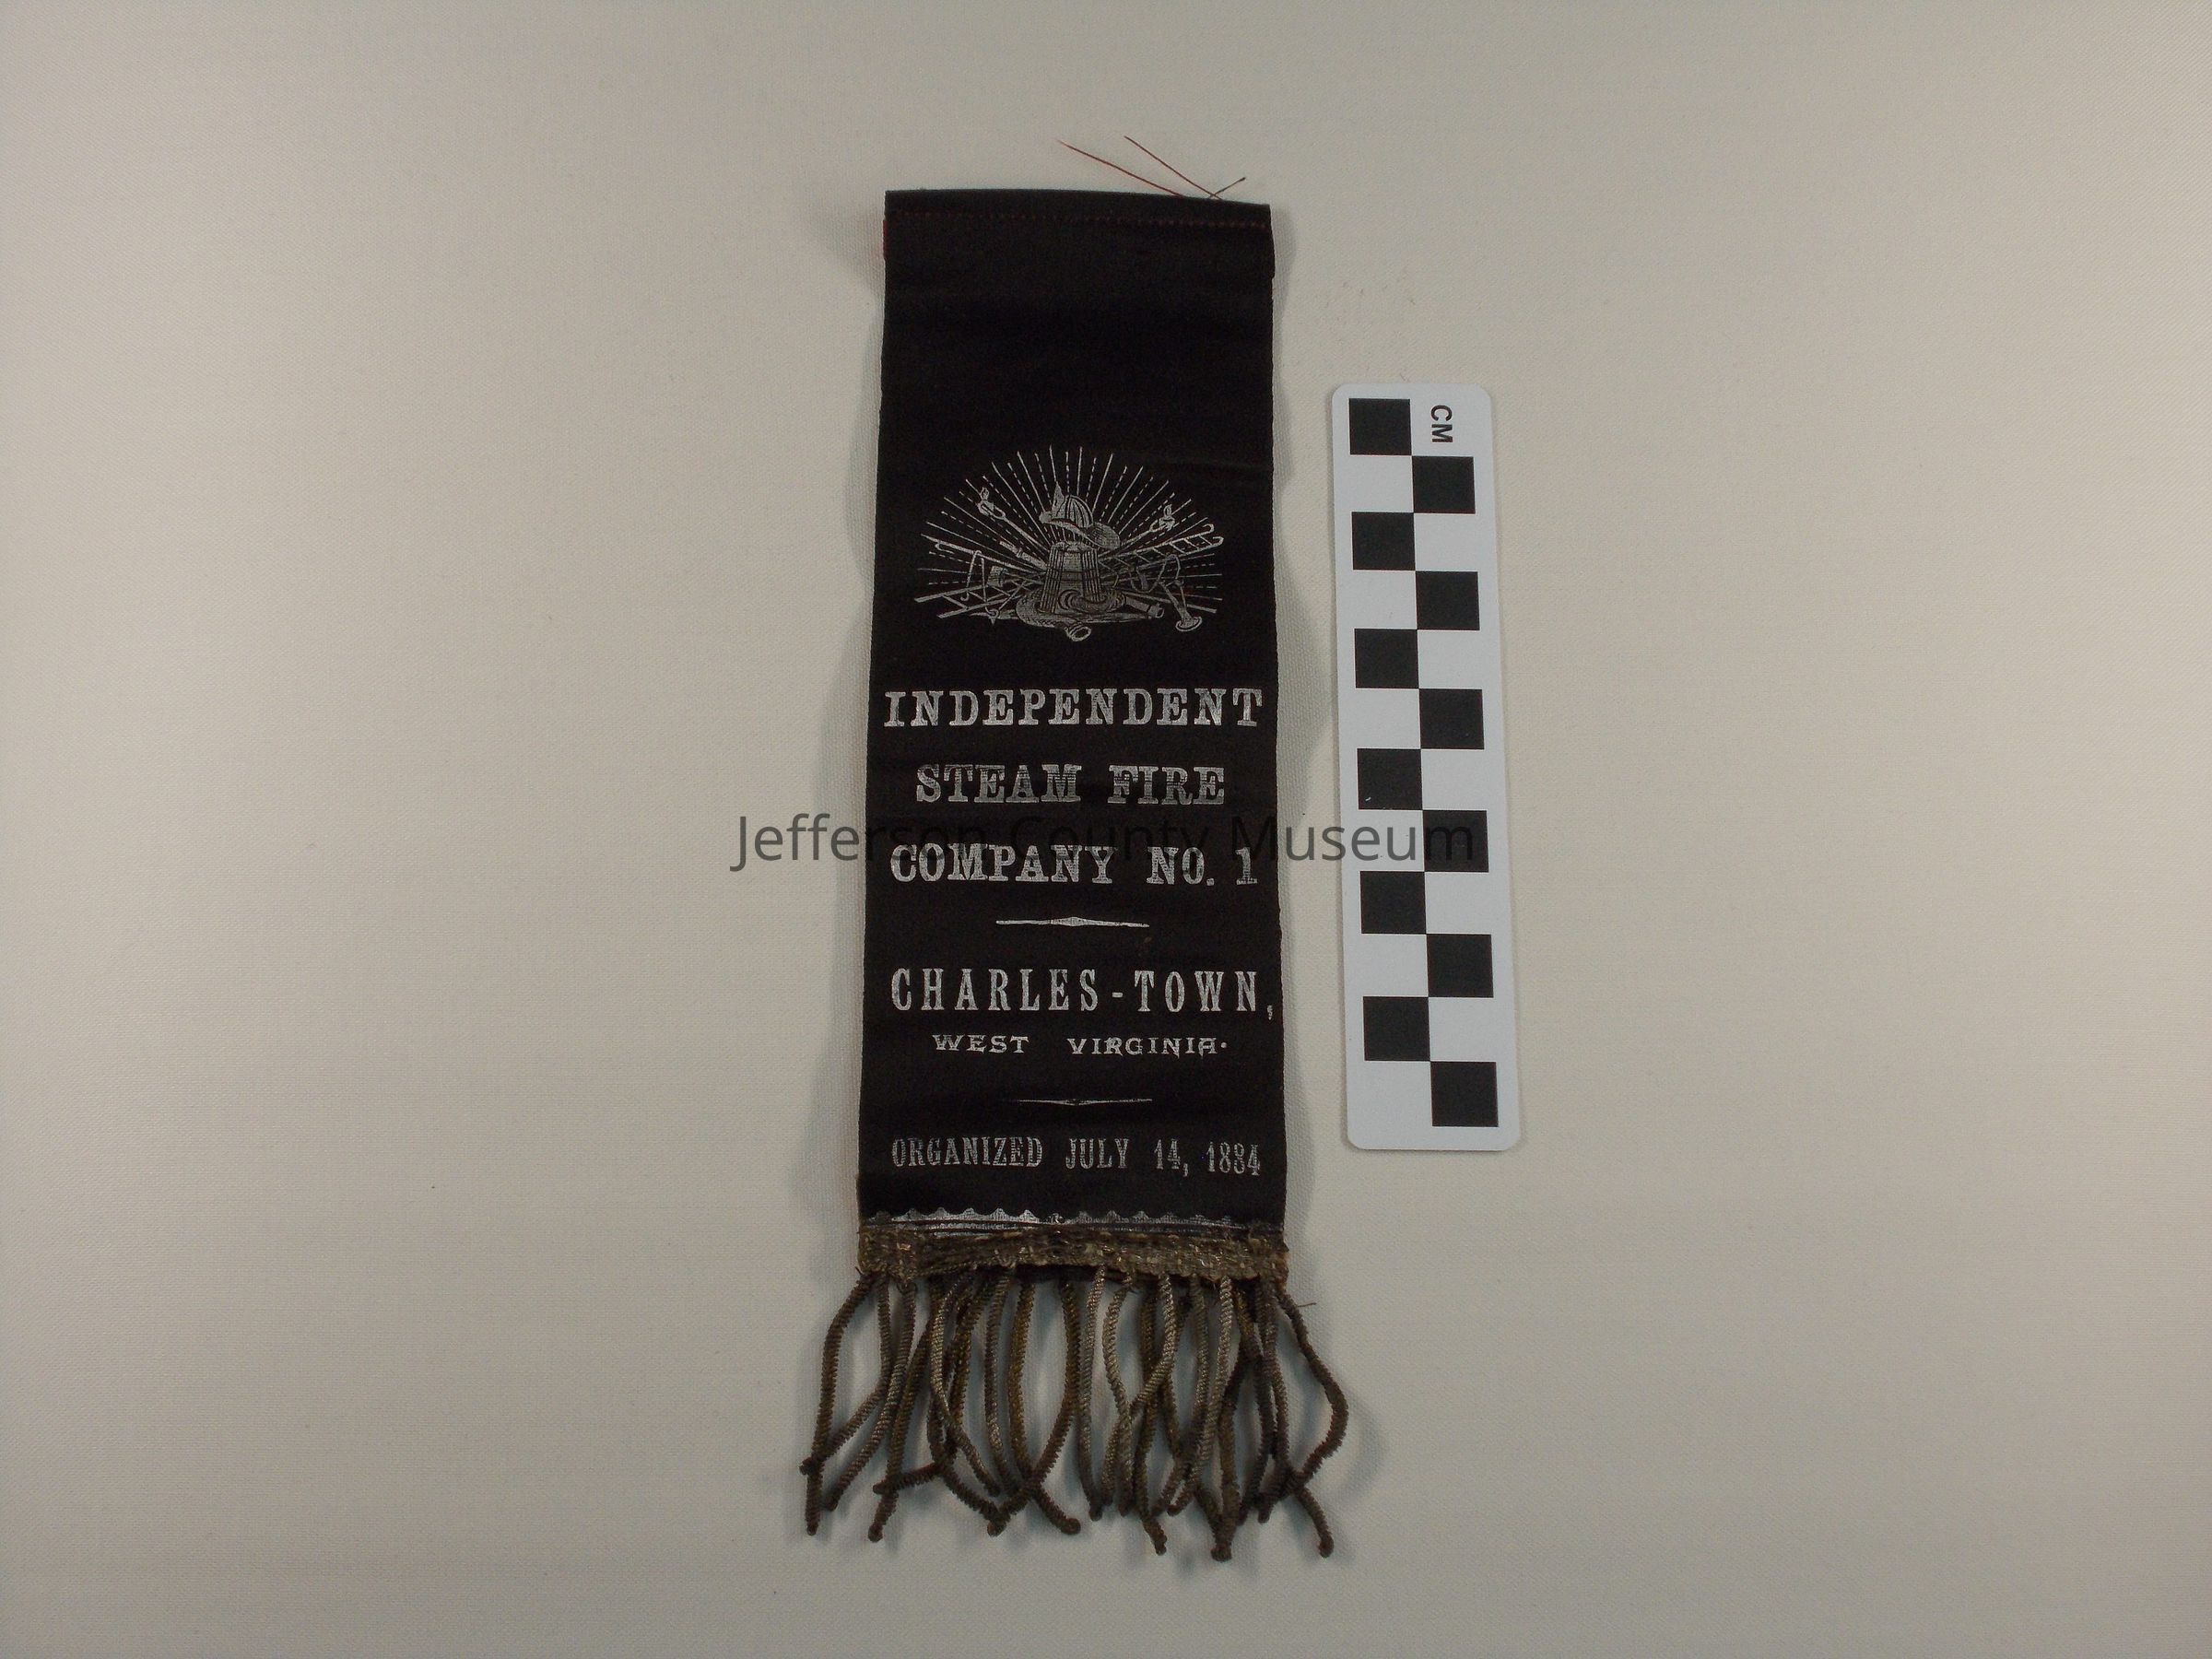 CM
INDEPENDENT
STEAM FIRE
Jefferson County Museum
COMPANY NO. 1
CHARLES-TOWN,
WEST VIRGINIA.
ORGANIZED JULY 14, 1884